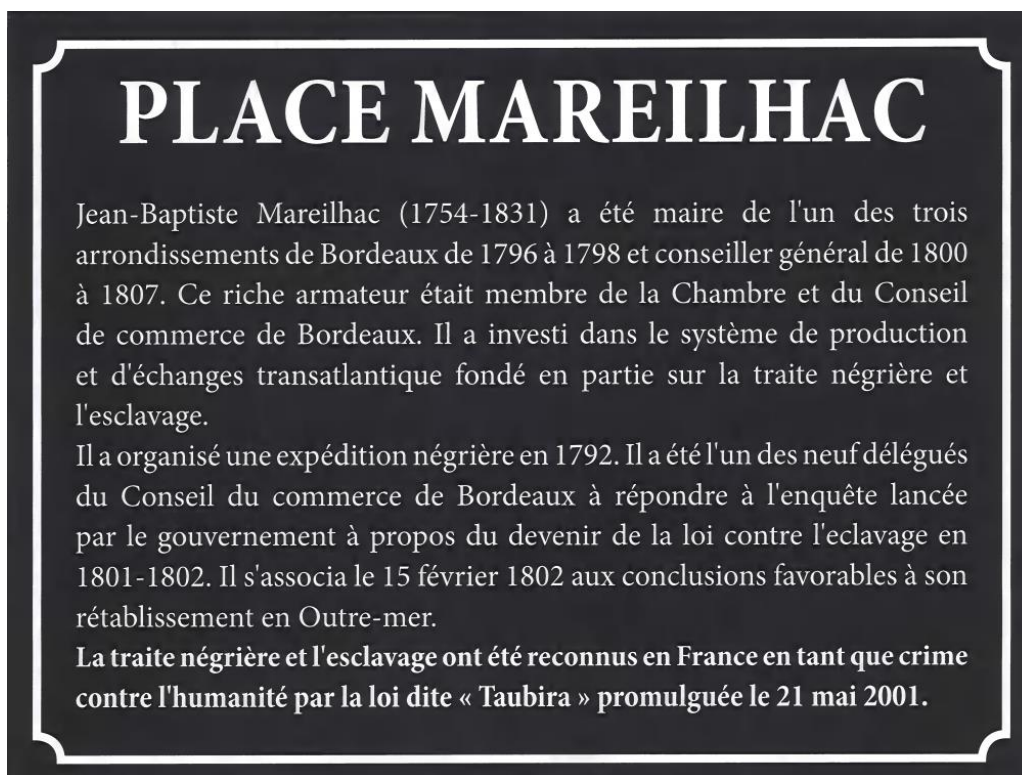 PLACE MAREILHAC
Jean-Baptiste Mareilhac (1754-1831) a été maire de l'un des trois
arrondissements de Bordeaux de 1796 à 1798 et conseiller général de 1800
à 1807. Ce riche armateur était membre de la Chambre et du Conseil
de commerce de Bordeaux. Il a investi dans le système de production
et d'échanges transatlantique fondé en partie sur la traite négrière et
l'esclavage.
Il a organisé une expédition négrière en 1792. Il a été l'un des neuf délégués
du Conseil du commerce de Bordeaux à répondre à l'enquête lancée
par le gouvernement à propos du devenir de la loi contre l'eclavage en
1801-1802. Il s'associa le 15 février 1802 aux conclusions favorables à son
rétablissement en Outre-mer.
La traite négrière et l'esclavage ont été reconnus en France en tant que crime
contre l'humanité par la loi dite « Taubira » promulguée le 21 mai 2001.